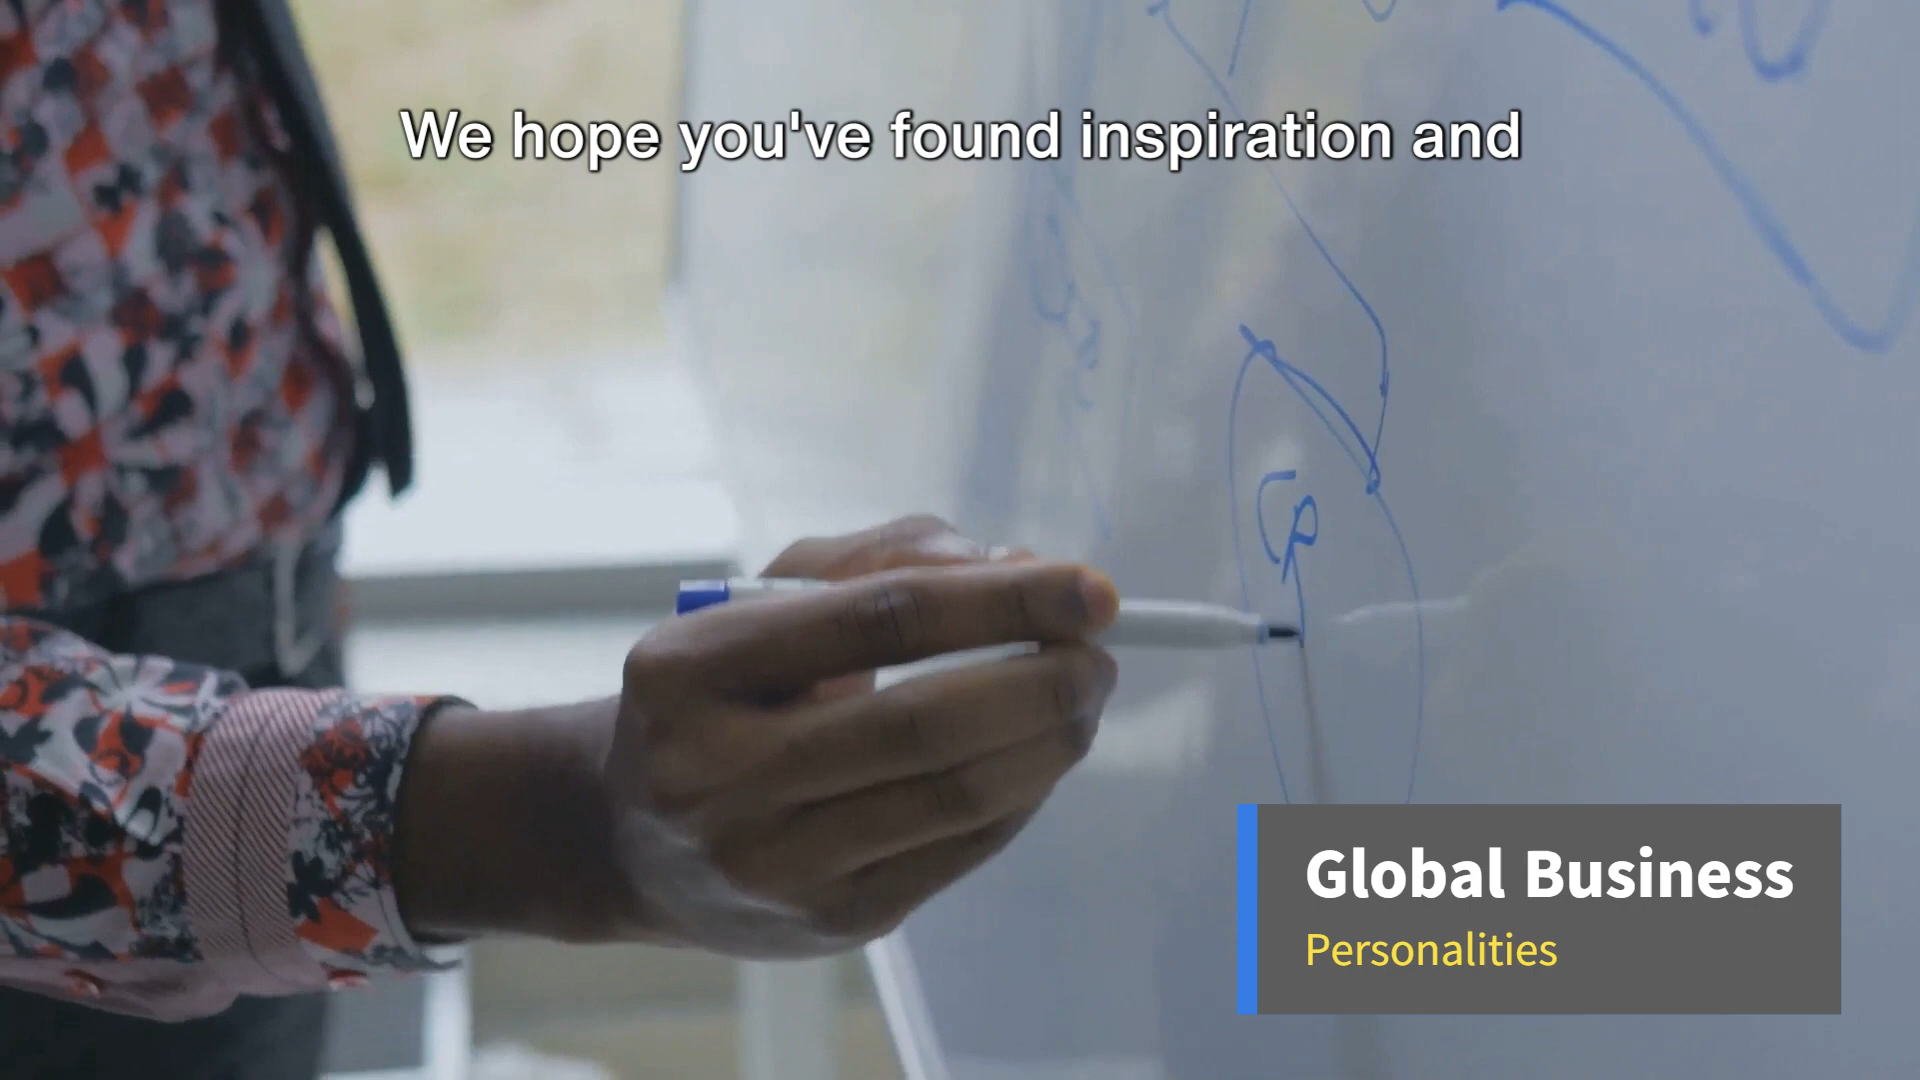 We hope you've found inspiration and
Global Business
Personalities